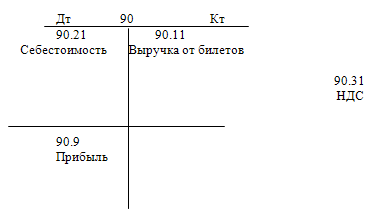 Дт 90 Кт
90.21 90.11
Себестоимость Выручка от билетов
90.31
НДС
90.9
Прибыль